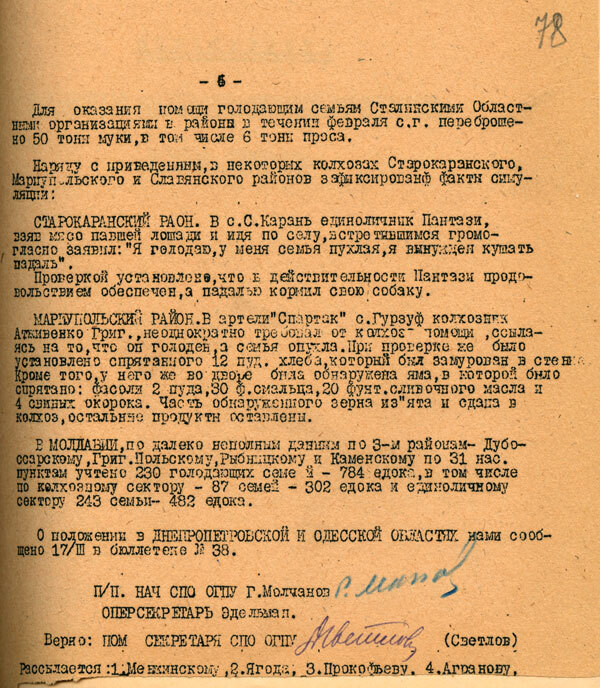 78
- 6 -
Для оказания помощи голодающим семьям Сталинскими Област-
ными организациями в районы в течении февраля с.г. переброше-
но 50 тонн муки, в том числе 6 тонн проса.
Наряду с приведенным, в некоторых колхозах Старокаранского,
Мариупольского и Славянского районов зафиксированф факты симу-
ляции:
СТАРОКАРАНСКИЙ РАОН. В с.С.Карань единоличник Пантази,
взяв мясо павшей лошади и идя по селу, встретившимся громо-
гласно заявил:"Я голодаю, у меня семья пухлая, я вынужден кушать
падаль".
Проверкой установлено, что в действительности Пантази продо-
вольствием обеспечен, а падалью кормил свою собаку.
МАРИУПОЛЬСКИЙ РАЙОН. В артели "Спартак" с.Гурзуф колхозник
Атживенко Григ., неоднократно требовал от колхоза помощи, ссыла-
ясь на то, что он голоден, а семья опухла. При проверке же было
установлено спрятанного 12 пуд. хлеба, который был замурован в стенке
Кроме того, у него же во дворе была обнаружена яма, в которой было
спрятано: фасоли 2 пуда, 30 ф.смальца, 20 фунт.сливочного масла и
4 свиных окорока. Часть обнаруженного зерна из"ята и сдана в
колхоз, остальные продукты оставлены.
В МОЛДАВИИ, по далеко неполным данным по 3-м районам- Дубо-
оссарскому, Григ.Польскому, Рыбницкому и Каменскому по 31 нас.
пунктам учтено 230 голодающих семе й - 784 едока, в том числе
по колхозному сектору - 87 семей - 302 едока и единоличному
сектору 243 семьи- 482 едока.
О положении в ДНЕПРОПЕТРОВСКОЙ И ОДЕССКОЙ ОБЛАСТЯХ нами сооб-
щено 17/III в бюллетене № 38.
П/П. НАЧ СПО ОГПУ Г.Молчанов
ОПЕРСЕКРЕТАРЬ Эдельман.
Верно: ПОМ СЕКРЕТАРЯ СПО ОГПУ (Светлов)
Рассылается: 1.Менжинскому, 2.Ягода, 3.Прокофьеву, 4.Агранову,